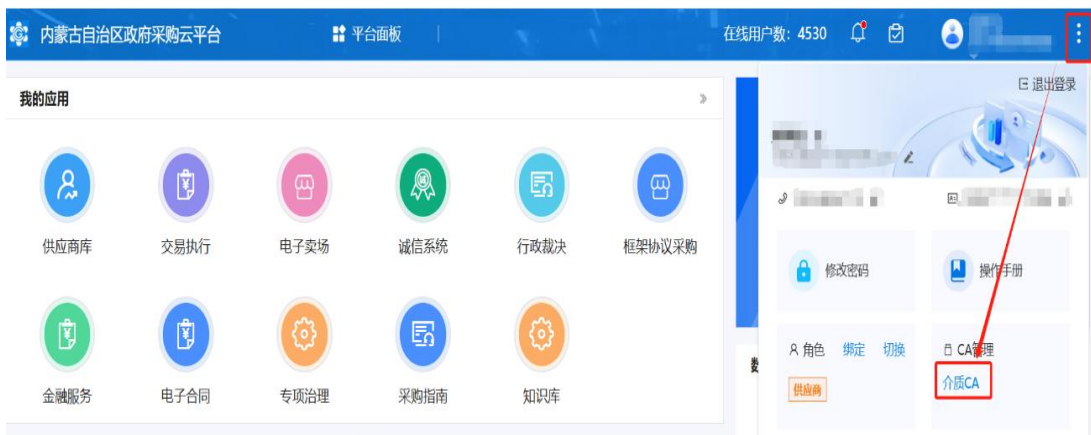 内蒙古自治区政府采购云平台
平台面板
在线用户数：4530
我的应用
退出登录
供应商库
交易执行
电子卖场
诚信系统
行政裁决
框架协议采购
修改密码
操作手册
金融服务
电子合同
专项治理
采购指南
知识库
角色 绑定 切换
供应商
CA管理
介质CA